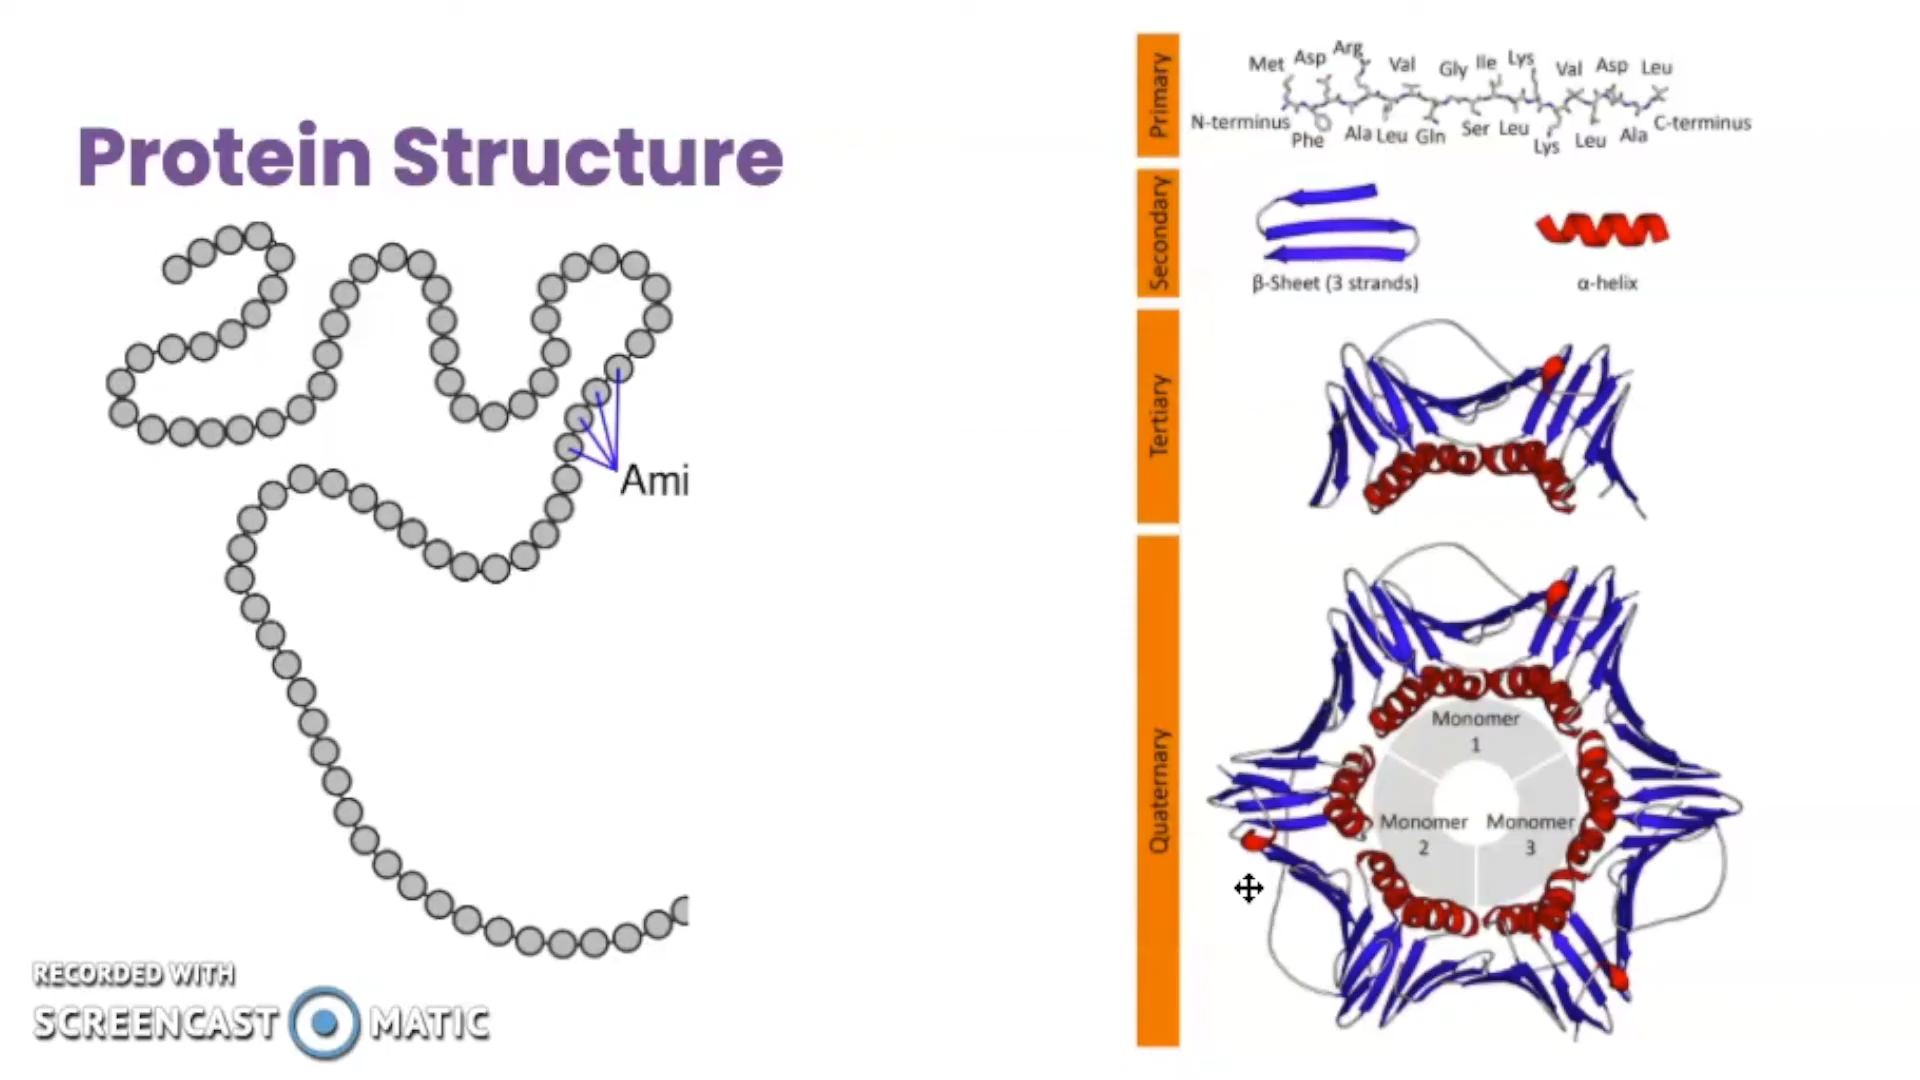 Protein Structure
Ami
RECORDED WITH
SCREENCAST MATIC
Primary
Met Asp Arg Val Gly Ile Lys Val Asp Leu
N-terminus Phe Ala Leu Gln Ser Leu Lys Leu Ala C-terminus
Secondary
β-Sheet (3 strands)
α-helix
Tertiary
Quaternary
Monomer
1
Monomer
2
Monomer
3